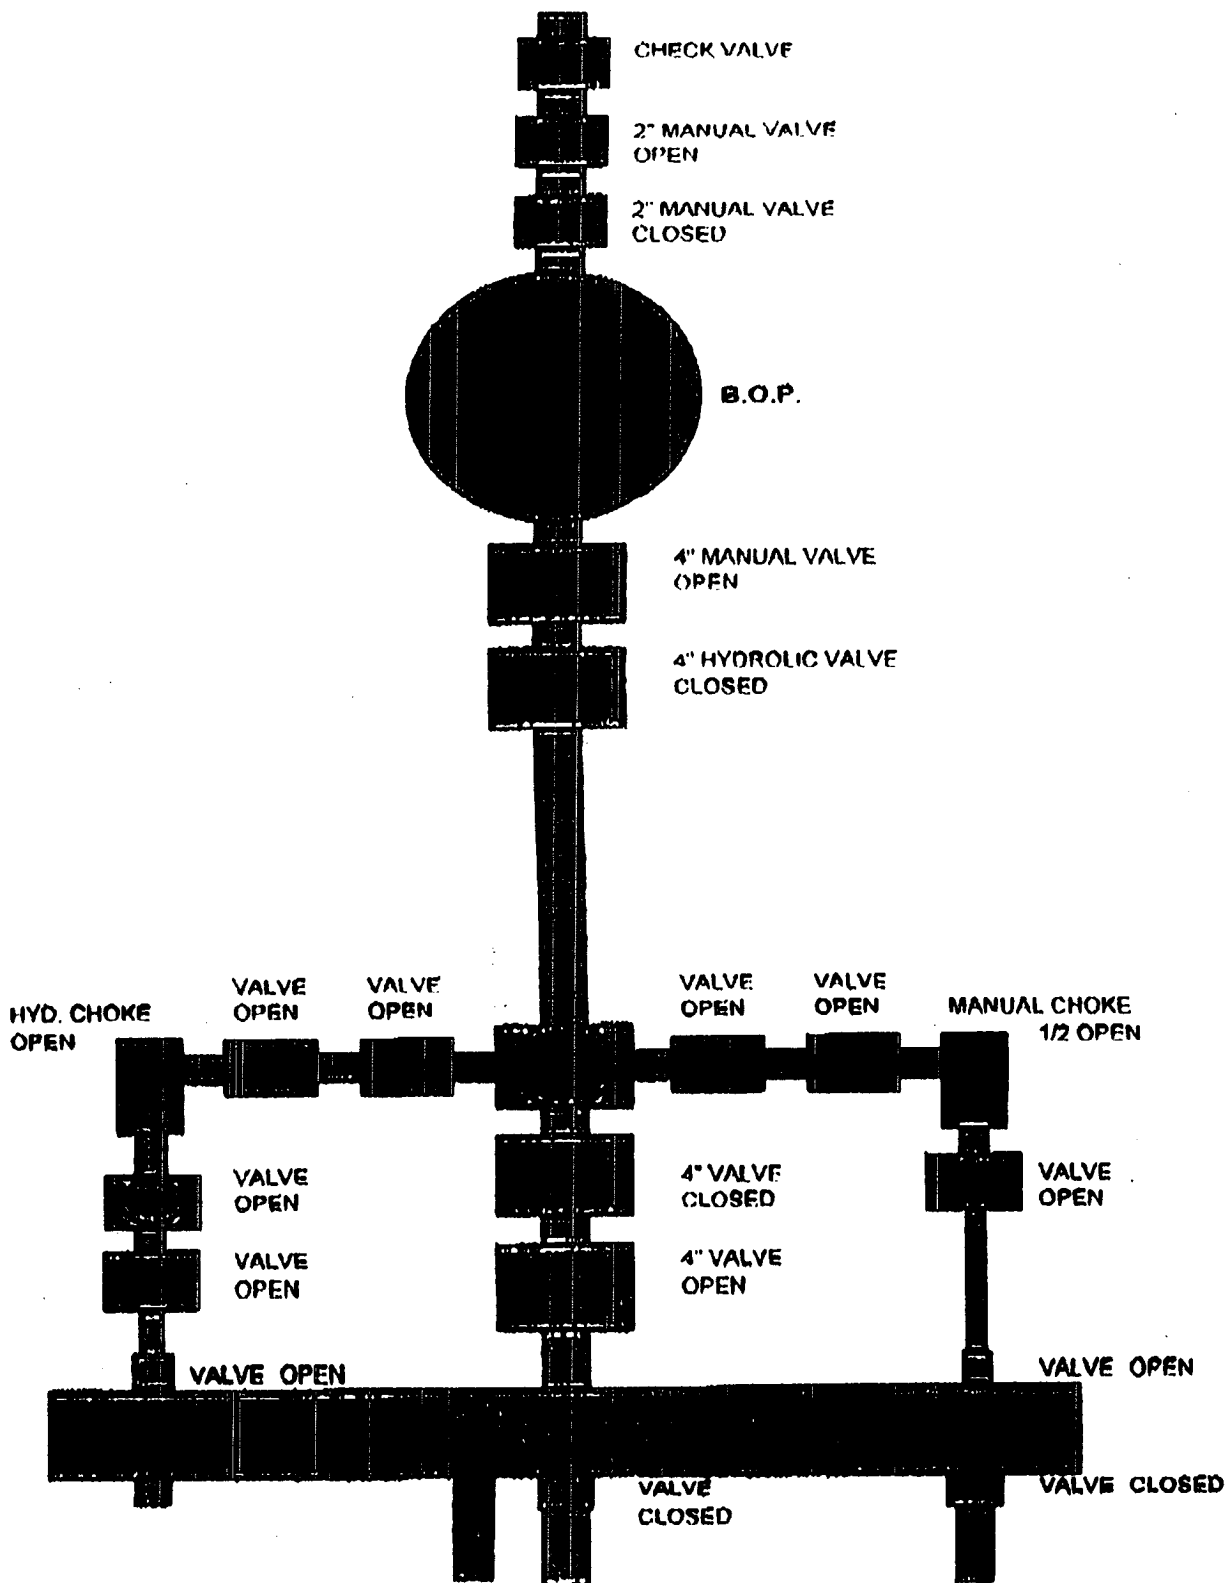 CHECK VALVE
2" MANUAL VALVE
OPEN
2" MANUAL VALVE
CLOSED
B.O.P.
4" MANUAL VALVE
OPEN
4" HYDROLIC VALVE
CLOSED
HYD. CHOKE
OPEN
VALVE
OPEN
VALVE
OPEN
VALVE
OPEN
VALVE
OPEN
MANUAL CHOKE
1/2 OPEN
VALVE
OPEN
4" VALVE
CLOSED
VALVE
OPEN
VALVE
OPEN
4" VALVE
OPEN
VALVE OPEN
VALVE OPEN
VALVE
CLOSED
VALVE CLOSED